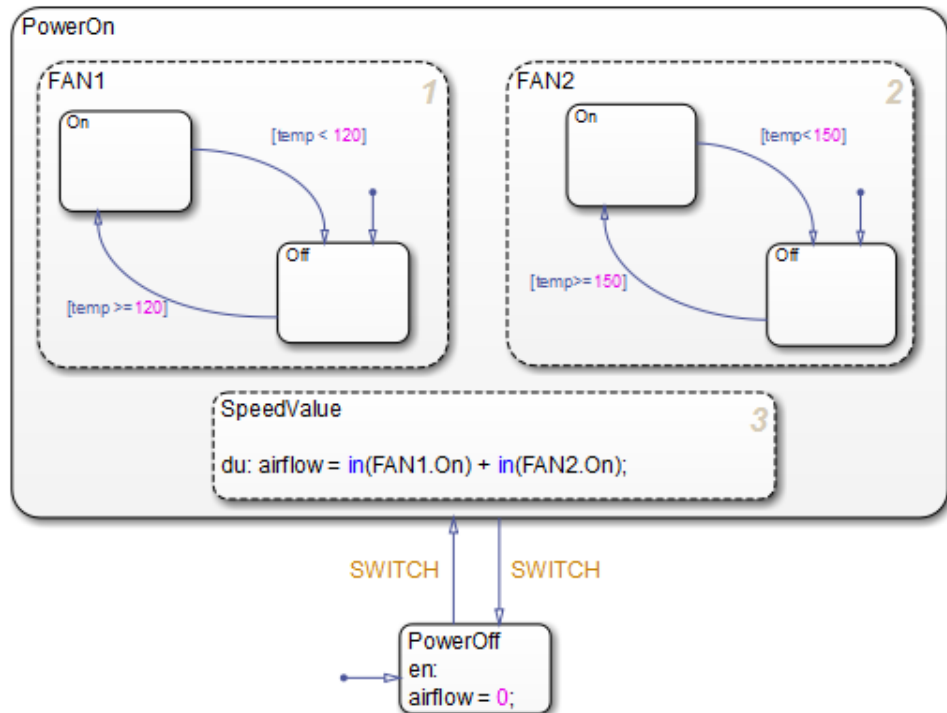 PowerOn
FAN1
1
On
[temp < 120]
Off
[temp >= 120]
FAN2
2
On
[temp<150]
Off
[temp>=150]
SpeedValue
3
du: airflow = in(FAN1.On) + in(FAN2.On);
SWITCH
SWITCH
PowerOff
en:
airflow = 0;